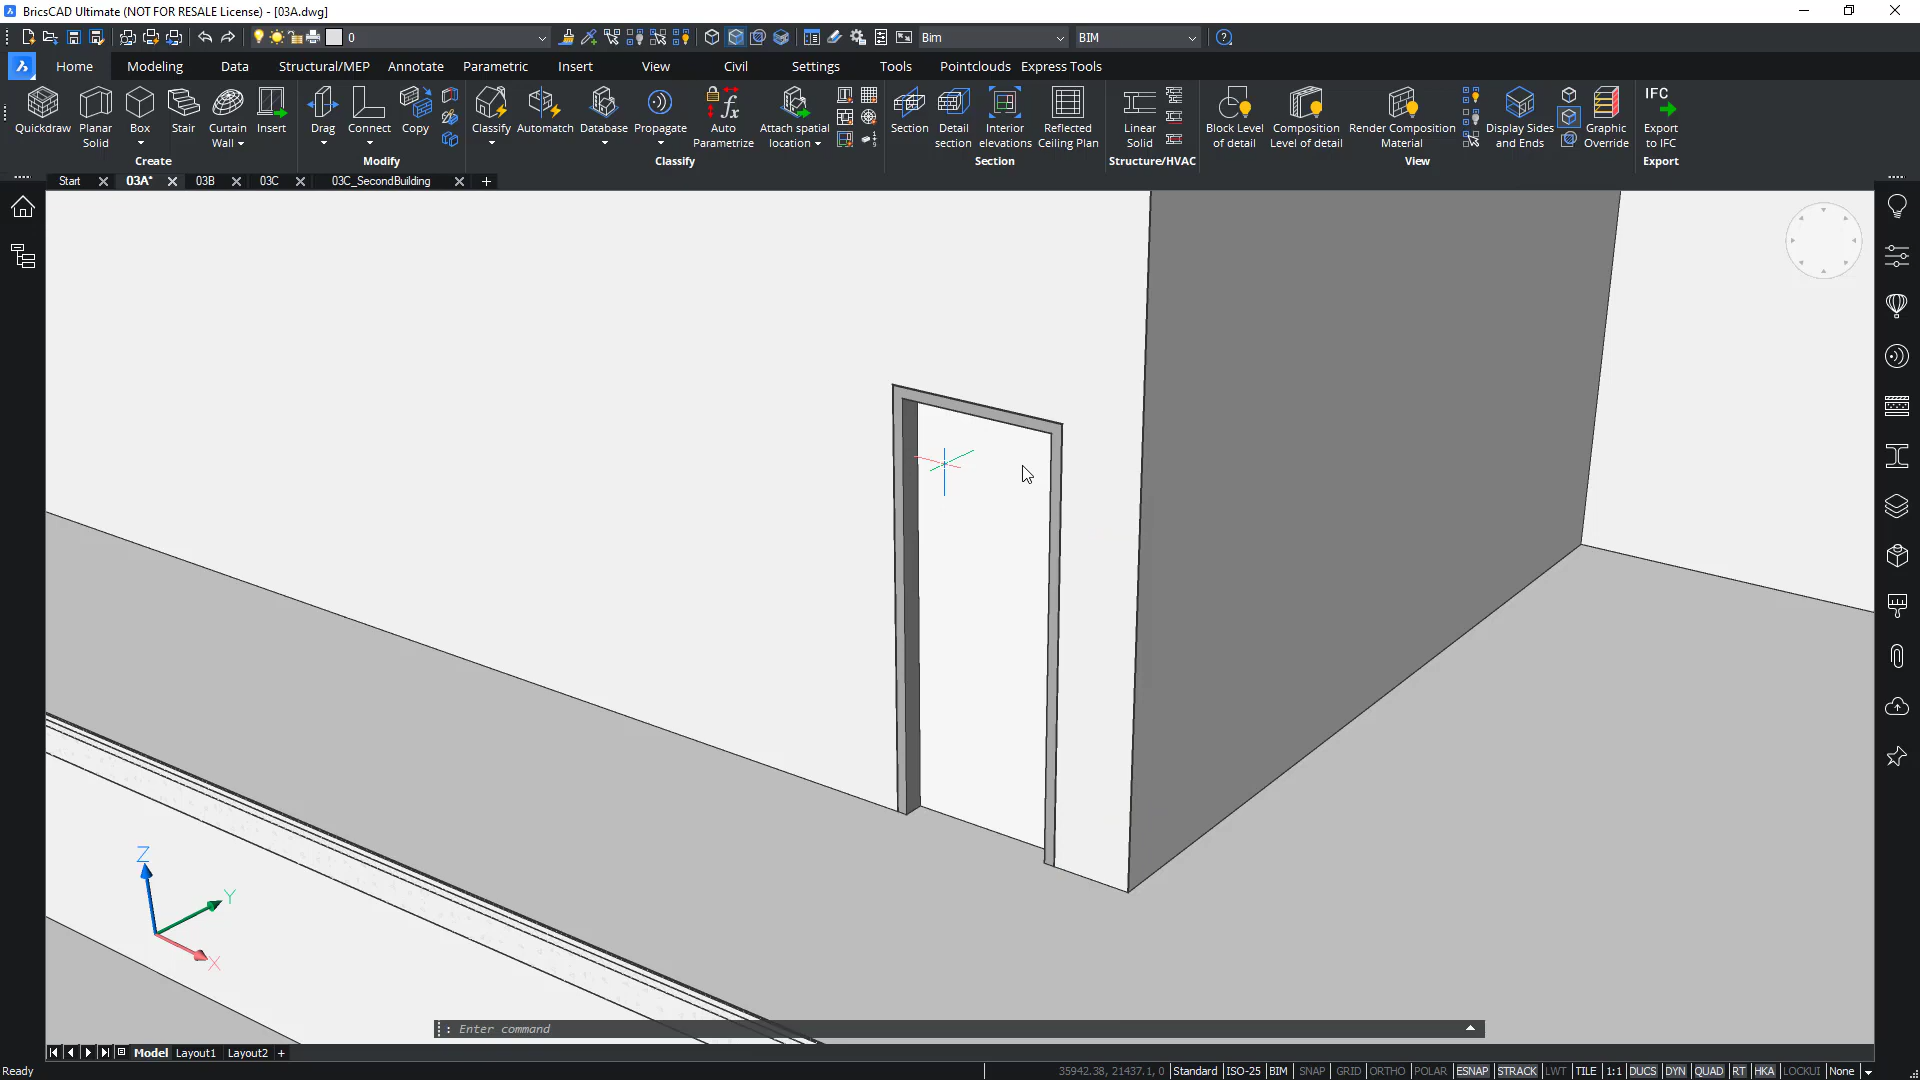 BricsCAD Ultimate (NOT FOR RESALE License) - [03A.dwg]
0
Bim
BIM
Home
Modeling
Data
Structural/MEP
Annotate
Parametric
Insert
View
Civil
Settings
Tools
Pointclouds
Express Tools
Quickdraw
Planar
Solid
Box
Stair
Curtain
Wall
Insert
Create
Drag
Connect
Copy
Modify
Classify
Automatch
Database
Propagate
Auto
Parametrize
Attach spatial
location
Classify
Section
Detail
section
Interior
elevations
Reflected
Ceiling Plan
Section
Linear
Solid
Structure/HVAC
Block Level
of detail
Composition
Level of detail
Render Composition
Material
Display Sides
and Ends
Graphic
Override
View
IFC
Export
to IFC
Export
Start
03A*
03B
03C
03C_SecondBuilding
Z
Y
X
: Enter command
Model
Layout1
Layout2
Ready
35942.38, 21437.1, 0
Standard
ISO-25
BIM
SNAP
GRID
ORTHO
POLAR
ESNAP
STRACK
LWT
TILE
1:1
DUCS
DYN
QUAD
RT
HKA
LOCKUI
None